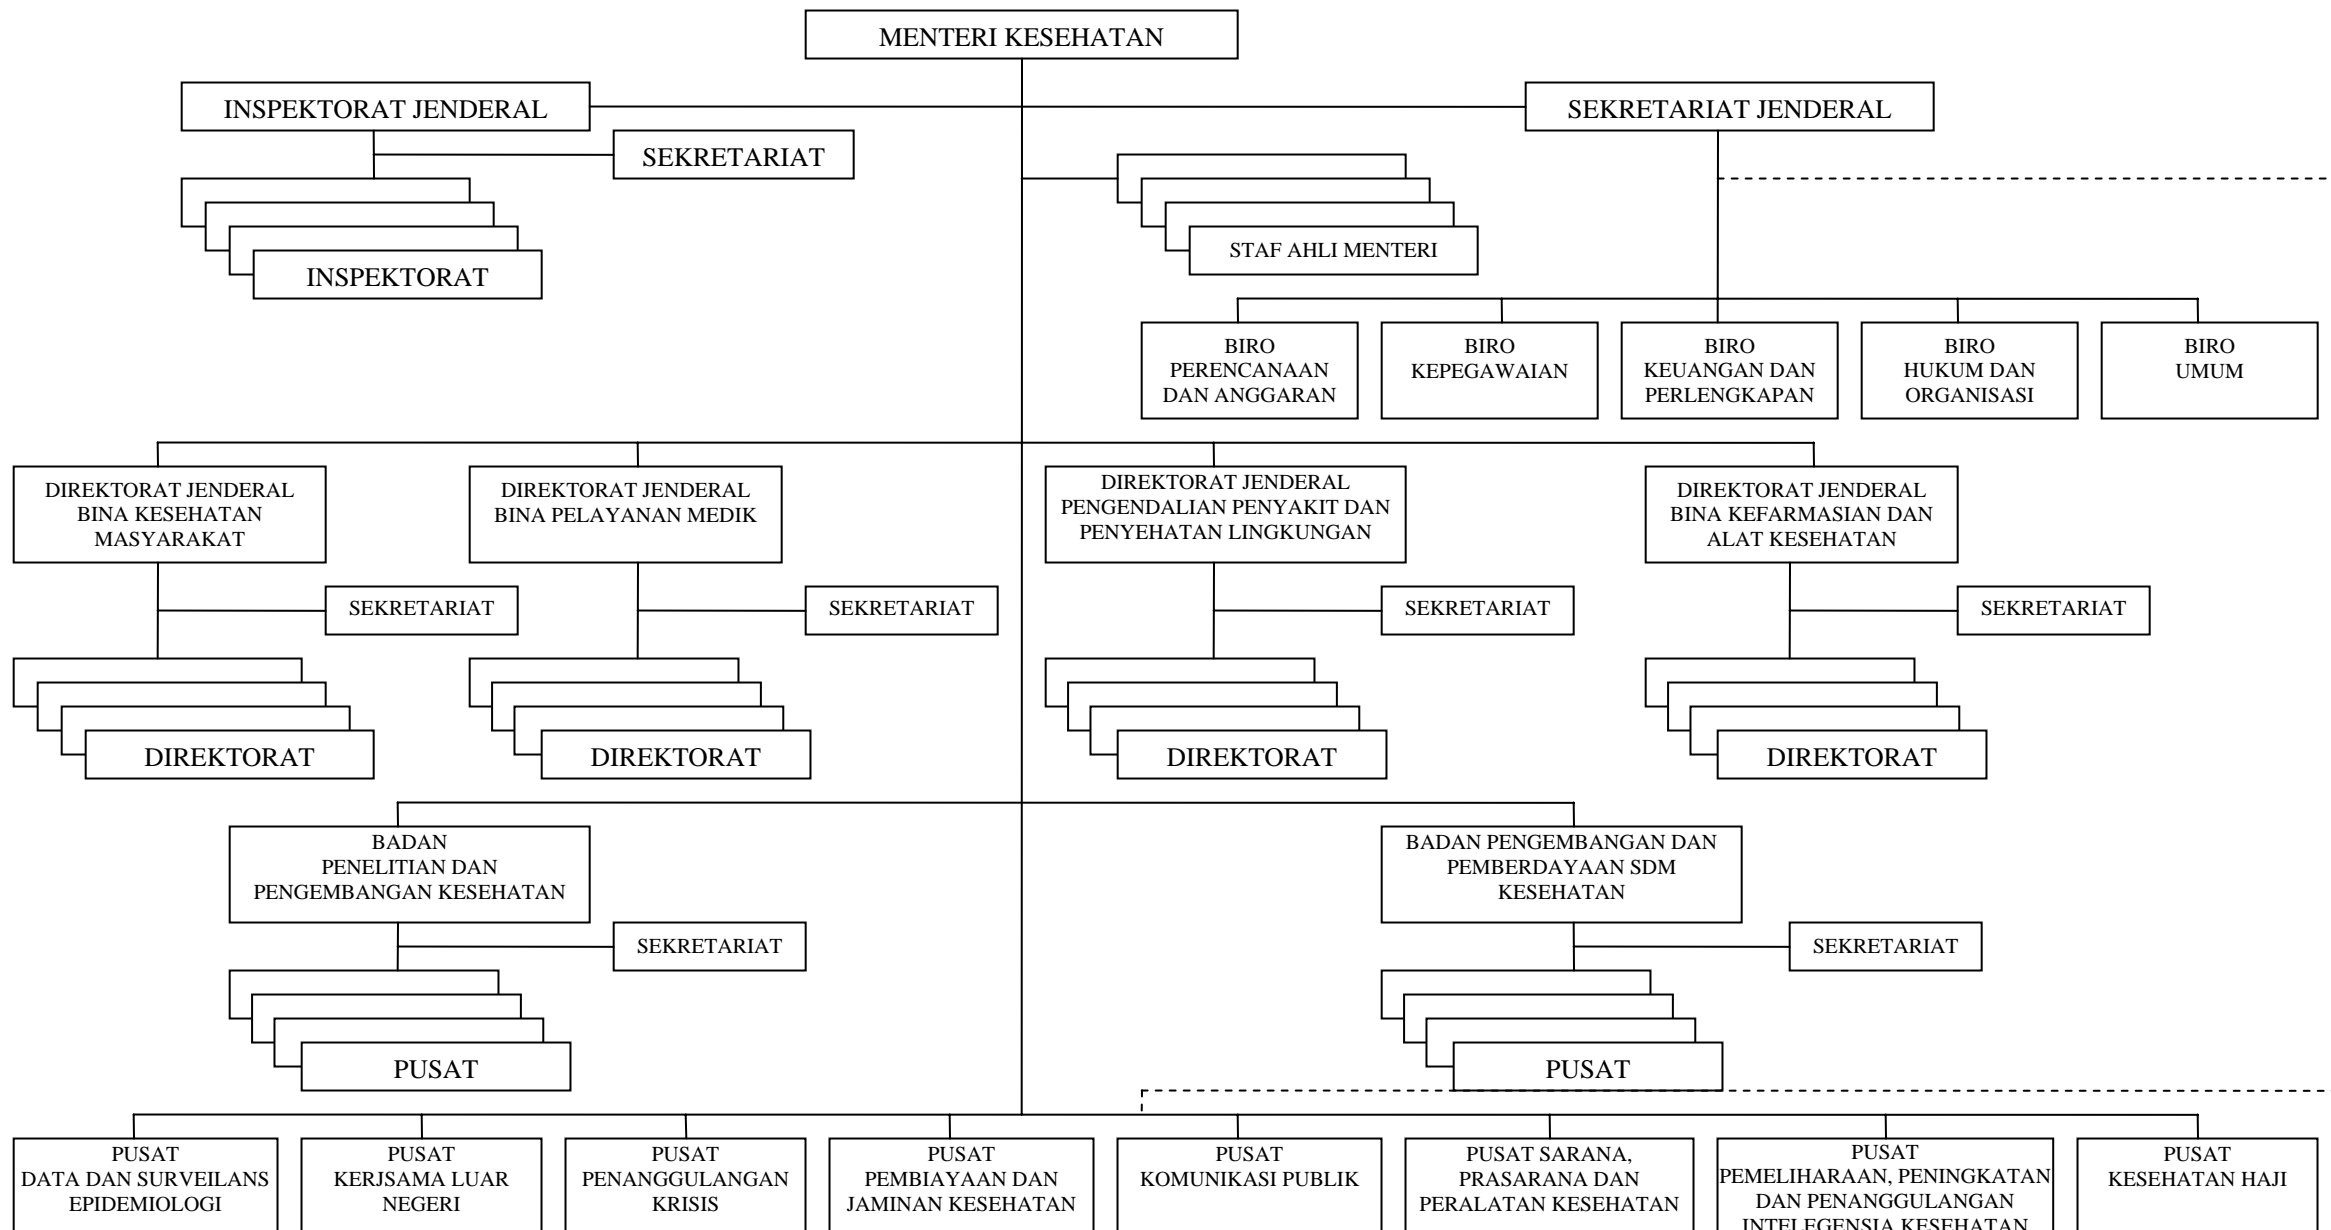 MENTERI KESEHATAN
INSPEKTORAT JENDERAL
SEKRETARIAT JENDERAL
SEKRETARIAT
INSPEKTORAT
STAF AHLI MENTERI
BIRO
PERENCANAAN
DAN ANGGARAN
BIRO
KEPEGAWAIAN
BIRO
KEUANGAN DAN
PERLENGKAPAN
BIRO
HUKUM DAN
ORGANISASI
BIRO
UMUM
DIREKTORAT JENDERAL
BINA KESEHATAN
MASYARAKAT
DIREKTORAT JENDERAL
BINA PELAYANAN MEDIK
DIREKTORAT JENDERAL
PENGENDALIAN PENYAKIT DAN
PENYEHATAN LINGKUNGAN
DIREKTORAT JENDERAL
BINA KEFARMASIAN DAN
ALAT KESEHATAN
SEKRETARIAT
SEKRETARIAT
SEKRETARIAT
SEKRETARIAT
DIREKTORAT
DIREKTORAT
DIREKTORAT
DIREKTORAT
BADAN
PENELITIAN DAN
PENGEMBANGAN KESEHATAN
BADAN PENGEMBANGAN DAN
PEMBERDAYAAN SDM
KESEHATAN
SEKRETARIAT
SEKRETARIAT
PUSAT
PUSAT
PUSAT
DATA DAN SURVEILANS
EPIDEMIOLOGI
PUSAT
KERJSAMA LUAR
NEGERI
PUSAT
PENANGGULANGAN
KRISIS
PUSAT
PEMBIAYAAN DAN
JAMINAN KESEHATAN
PUSAT
KOMUNIKASI PUBLIK
PUSAT SARANA,
PRASARANA DAN
PERALATAN KESEHATAN
PUSAT
PEMELIHARAAN, PENINGKATAN
DAN PENANGGULANGAN
INTELEGENSIA KESEHATAN
PUSAT
KESEHATAN HAJI